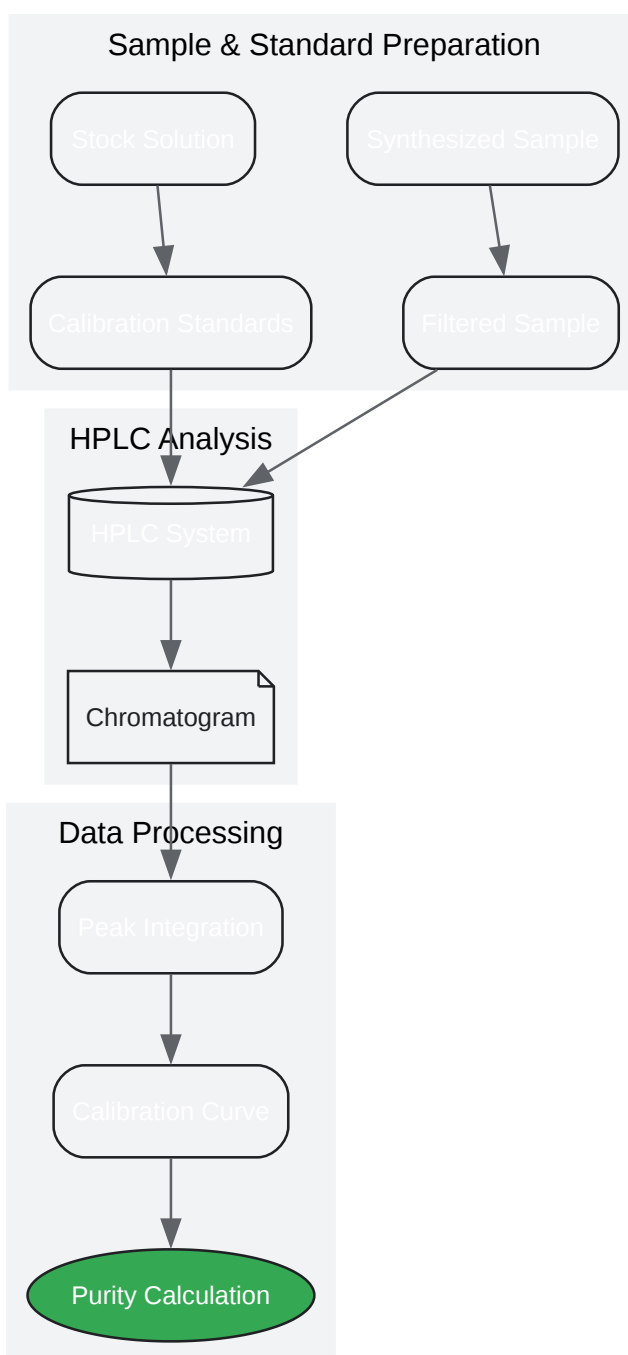 Sample & Standard Preparation
Stock Solution
Synthesized Sample
Calibration Standards
Filtered Sample
HPLC Analysis
HPLC System
Chromatogram
Data Processing
Peak Integration
Calibration Curve
Purity Calculation